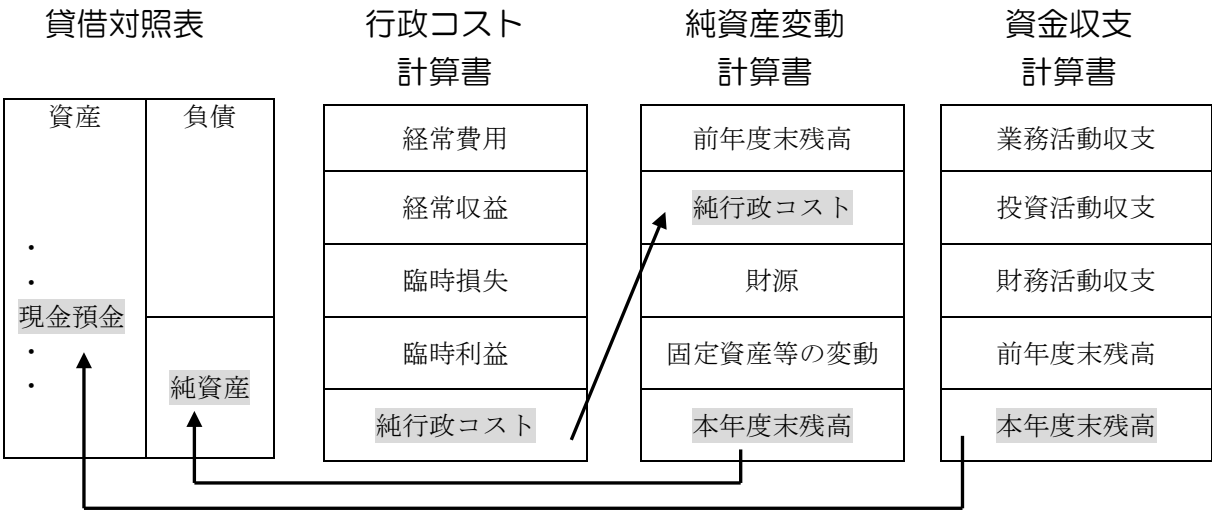 貸借対照表
資産
負債
・
・
現金預金
・
・
純資産
行政コスト
計算書
経常費用
経常収益
臨時損失
臨時利益
純行政コスト
純資産変動
計算書
前年度末残高
純行政コスト
財源
固定資産等の変動
本年度末残高
資金収支
計算書
業務活動収支
投資活動収支
財務活動収支
前年度末残高
本年度末残高